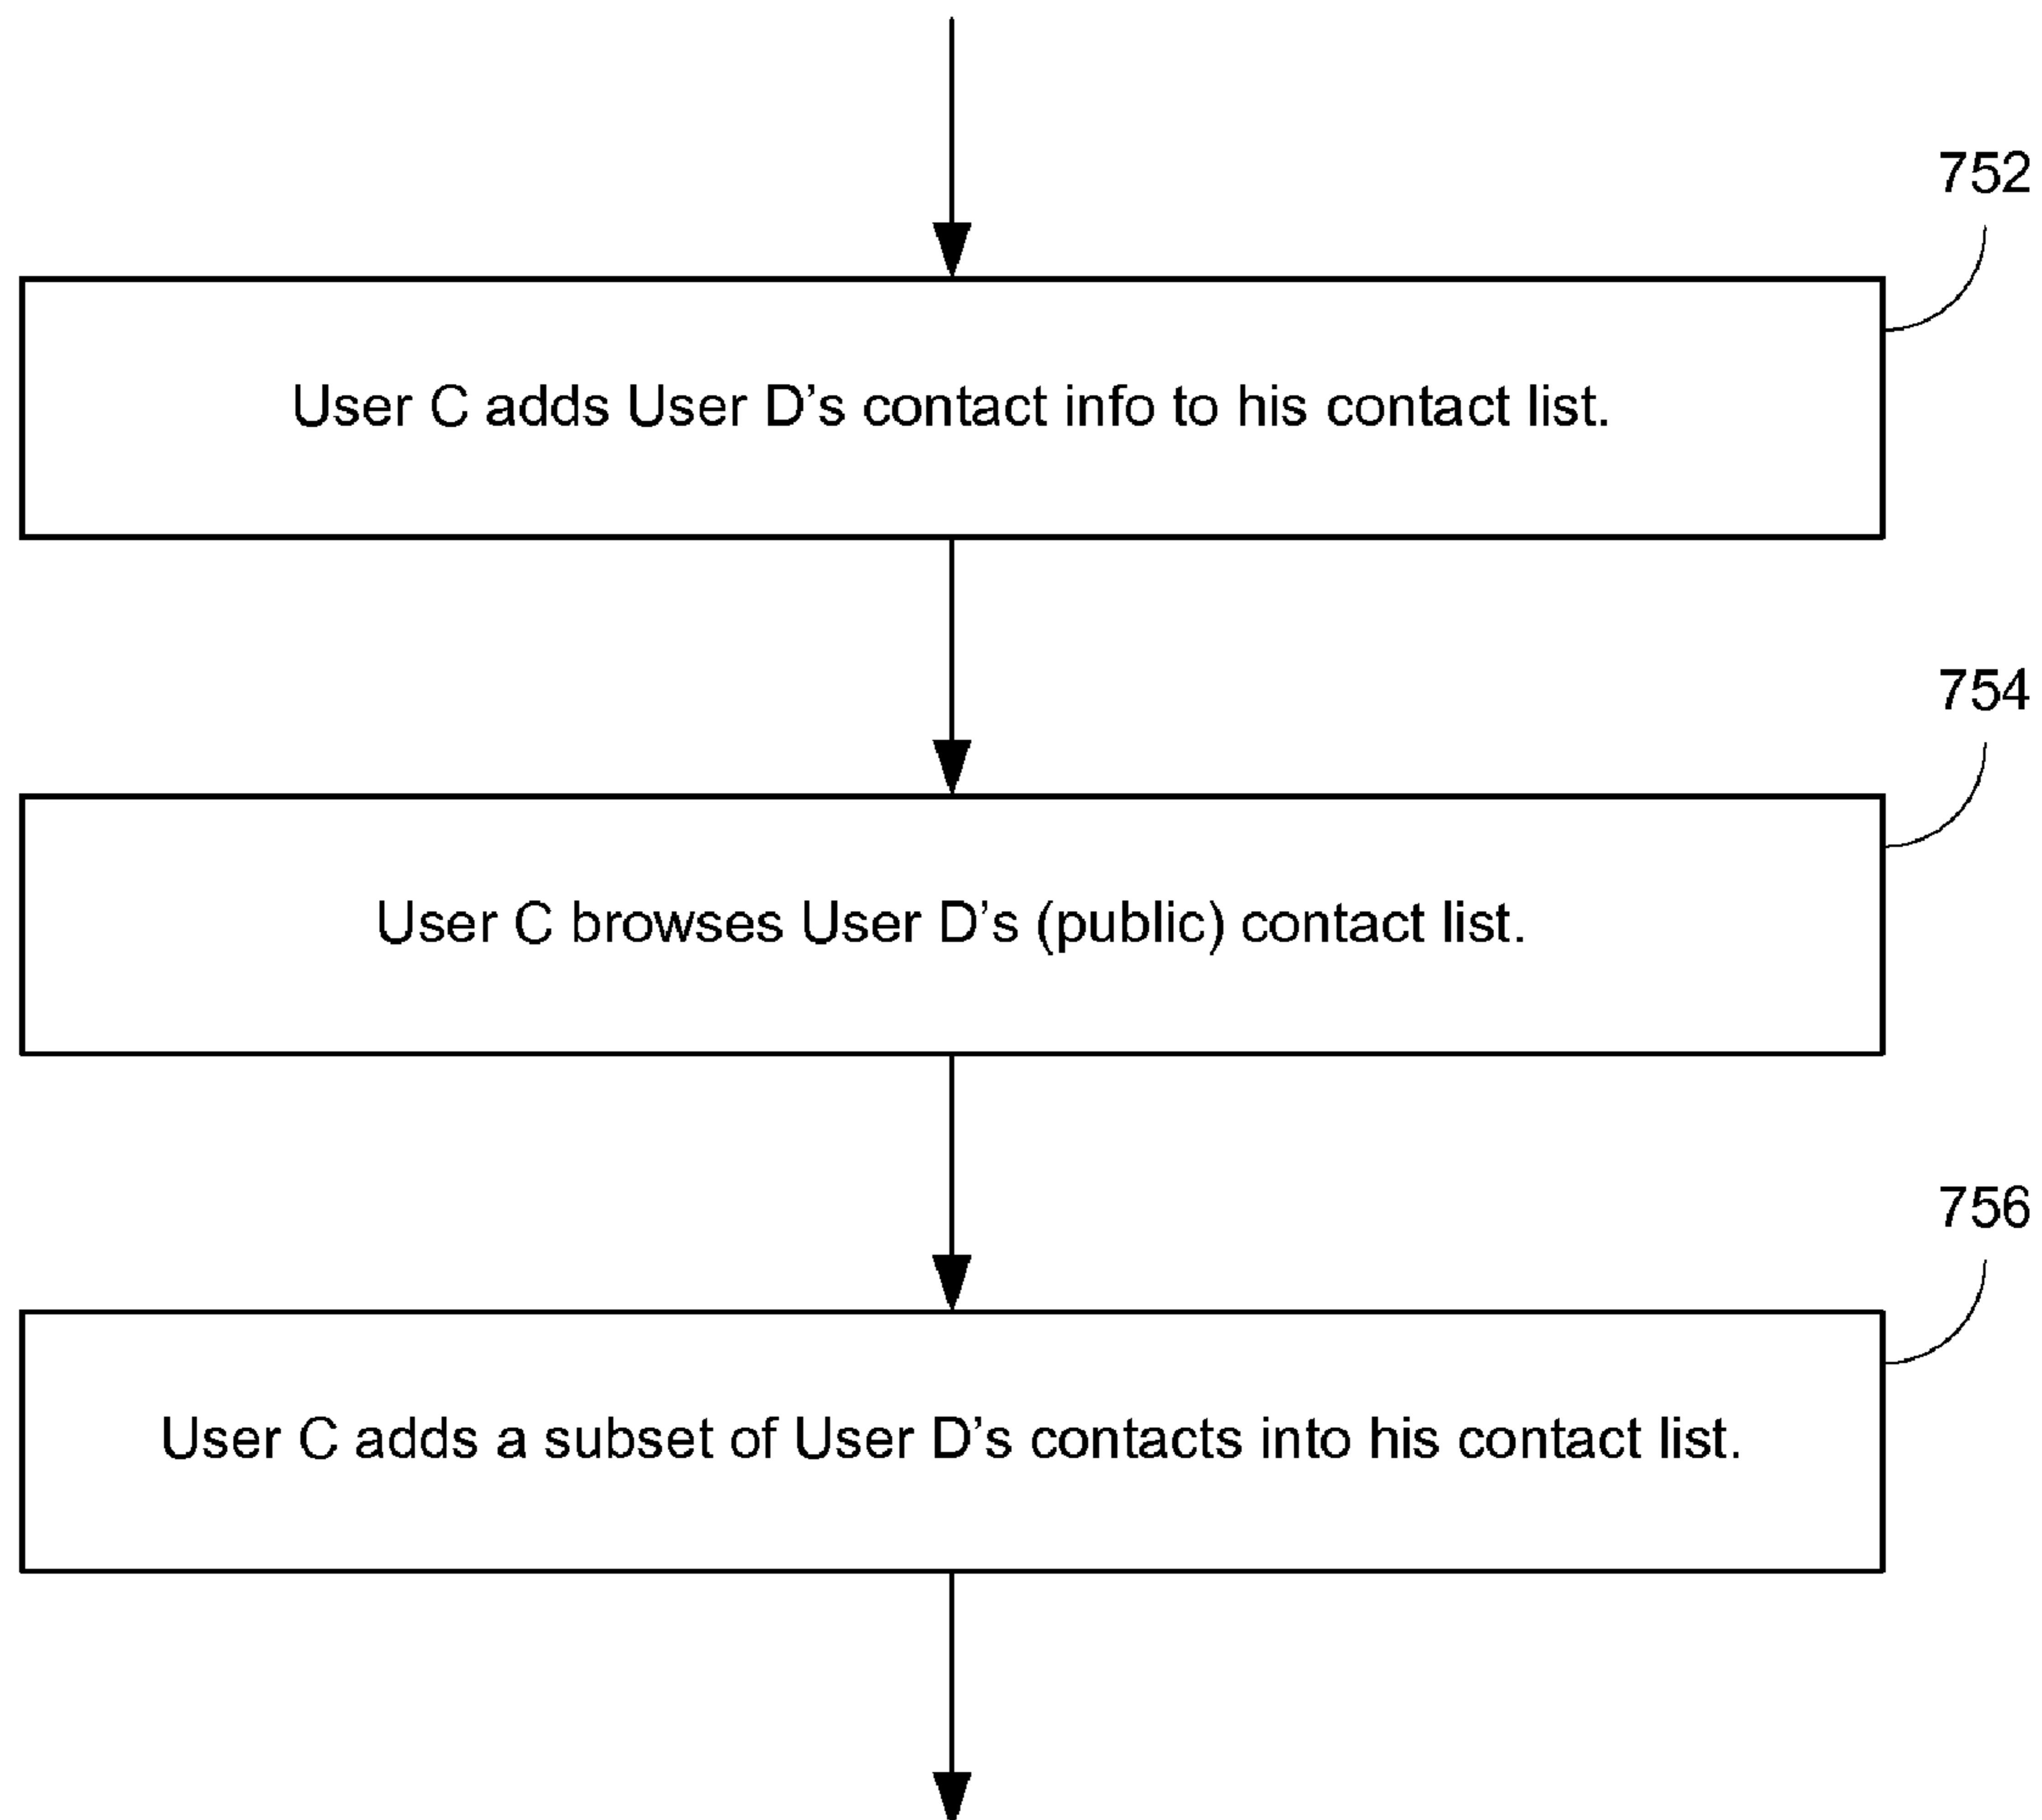 752
User C adds User D’s contact info to his contact list.
754
User C browses User D’s (public) contact list.
756
User C adds a subset of User D’s contacts into his contact list.